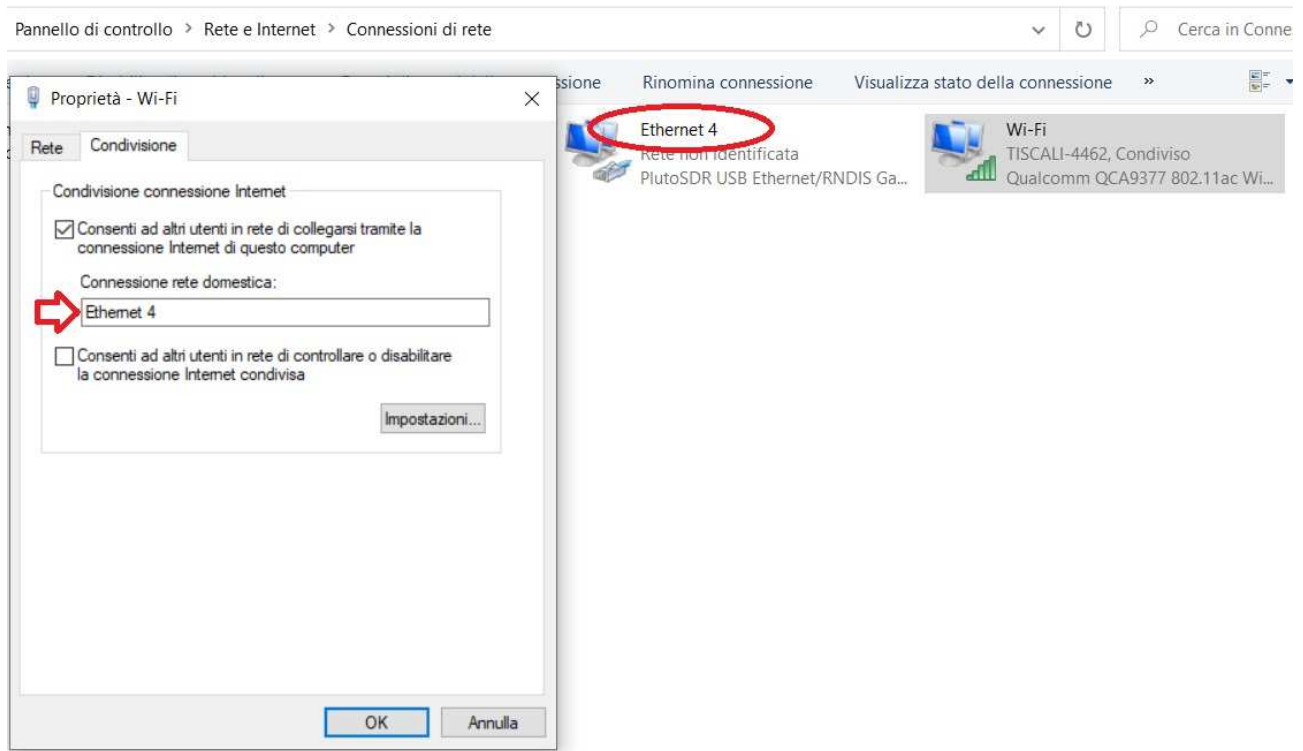 Pannello di controllo > Rete e Internet > Connessioni di rete
Cerca in Conne
ssione Rinomina connessione Visualizza stato della connessione »
Proprietà - Wi-Fi
Rete Condivisione
Condivisione connessione Internet
Consenti ad altri utenti in rete di collegarsi tramite la
connessione Internet di questo computer
Connessione rete domestica:
Ethernet 4
Consenti ad altri utenti in rete di controllare o disabilitare
la connessione Internet condivisa
Impostazioni...
OK Annulla
Ethernet 4
Rete non identificata
PlutoSDR USB Ethernet/RNDIS Ga...
Wi-Fi
TISCALI-4462, Condiviso
Qualcomm QCA9377 802.11ac Wi...